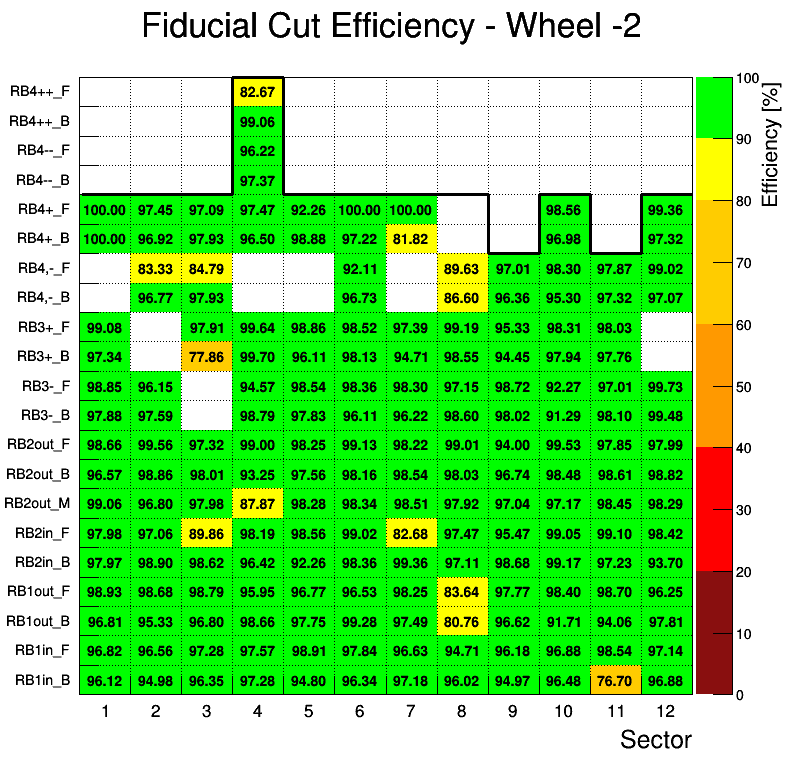 Fiducial Cut Efficiency - Wheel -2
RB4++_F 82.67
RB4++_B 99.06
RB4--_F 96.22
RB4--_B 97.37
RB4+_F 100.00 97.45 97.09 97.47 92.26 100.00 100.00 98.56 99.36
RB4+_B 100.00 96.92 97.93 96.50 98.88 97.22 81.82 96.98 97.32
RB4,-_F 83.33 84.79 92.11 89.63 97.01 98.30 97.87 99.02
RB4,-_B 96.77 97.93 96.73 86.60 96.36 95.30 97.32 97.07
RB3+_F 99.08 97.91 99.64 98.86 98.52 97.39 99.19 95.33 98.31 98.03
RB3+_B 97.34 77.86 99.70 96.11 98.13 94.71 98.55 94.45 97.94 97.76
RB3-_F 98.85 96.15 94.57 98.54 98.36 98.30 97.15 98.72 92.27 97.01 99.73
RB3-_B 97.88 97.59 98.79 97.83 96.11 96.22 98.60 98.02 91.29 98.10 99.48
RB2out_F 98.66 99.56 97.32 99.00 98.25 99.13 98.22 99.01 94.00 99.53 97.85 97.99
RB2out_B 96.57 98.86 98.01 93.25 97.56 98.16 98.54 98.03 96.74 98.48 98.61 98.82
RB2out_M 99.06 96.80 97.98 87.87 98.28 98.34 98.51 97.92 97.04 97.17 98.45 98.29
RB2in_F 97.98 97.06 89.86 98.19 98.56 99.02 82.68 97.47 95.47 99.05 99.10 98.42
RB2in_B 97.97 98.90 98.62 96.42 92.26 98.36 99.36 97.11 98.68 99.17 97.23 93.70
RB1out_F 98.93 98.68 98.79 95.95 96.77 96.53 98.25 83.64 97.77 98.40 98.70 96.25
RB1out_B 96.81 95.33 96.80 98.66 97.75 99.28 97.49 80.76 96.62 91.71 94.06 97.81
RB1in_F 96.82 96.56 97.28 97.57 98.91 97.84 96.63 94.71 96.18 96.88 98.54 97.14
RB1in_B 96.12 94.98 96.35 97.28 94.80 96.34 97.18 96.02 94.97 96.48 76.70 96.88
1 2 3 4 5 6 7 8 9 10 11 12
Sector
100
90
80
70
60
50
40
30
20
10
0
Efficiency [%]